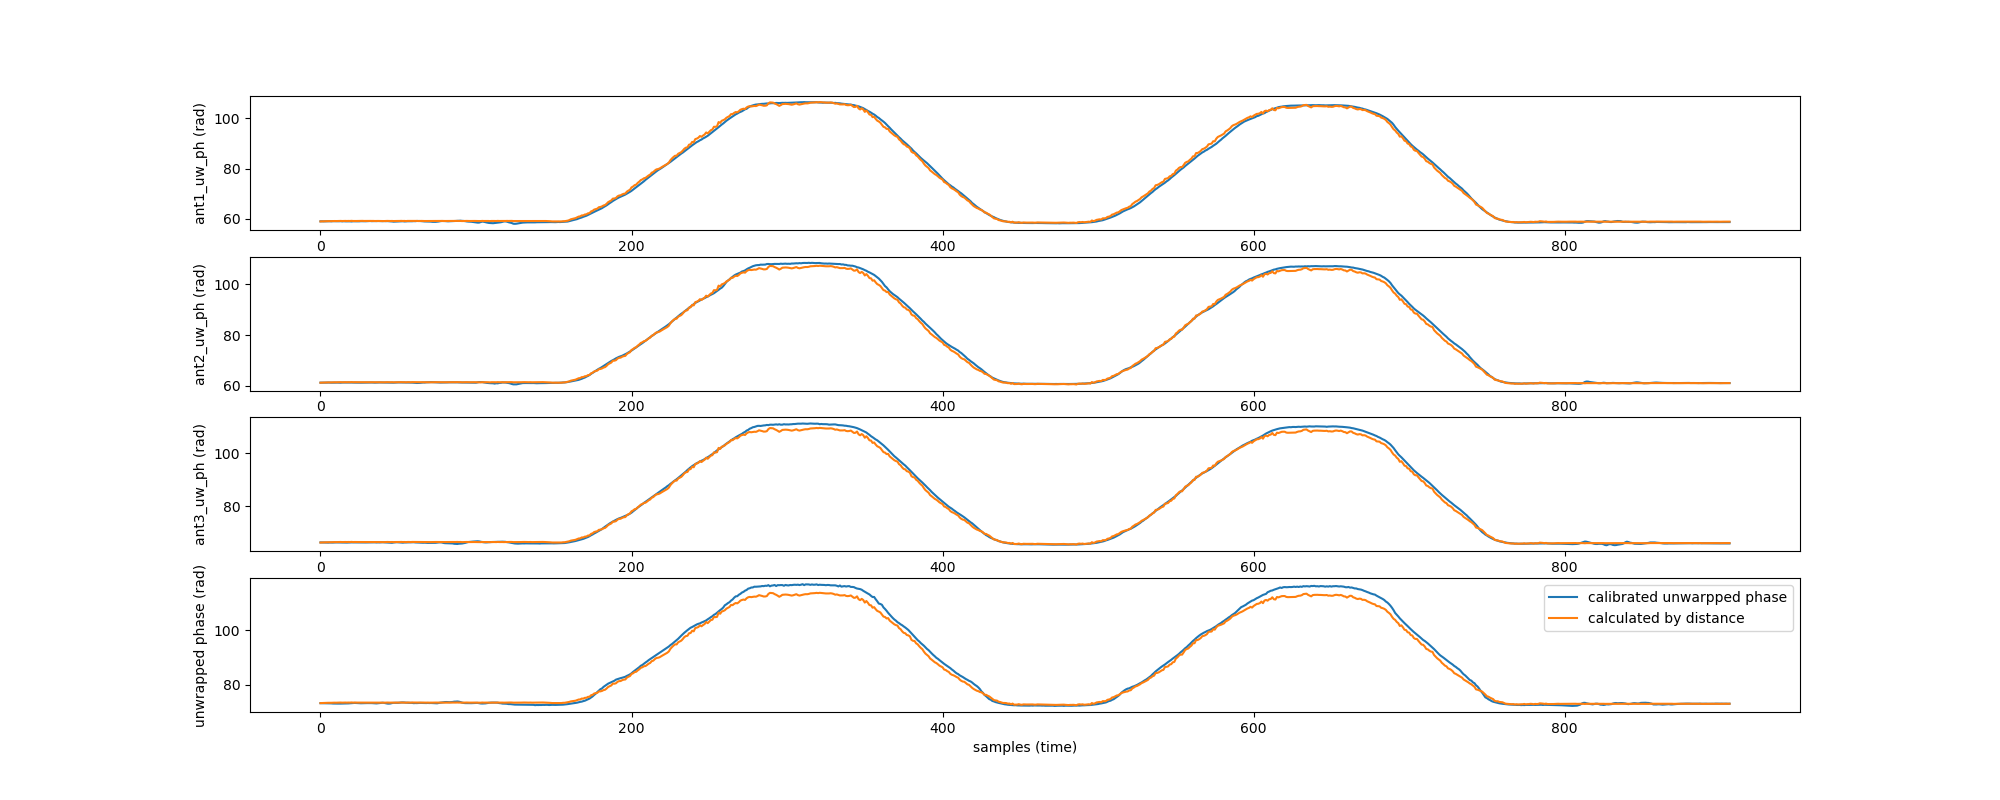 ant1_uw_ph (rad)
100
80
60
0 200 400 600 800
ant2_uw_ph (rad)
100
80
60
0 200 400 600 800
ant3_uw_ph (rad)
100
80
0 200 400 600 800
unwrapped phase (rad)
100
80
calibrated unwarpped phase
calculated by distance
0 200 400 600 800
samples (time)